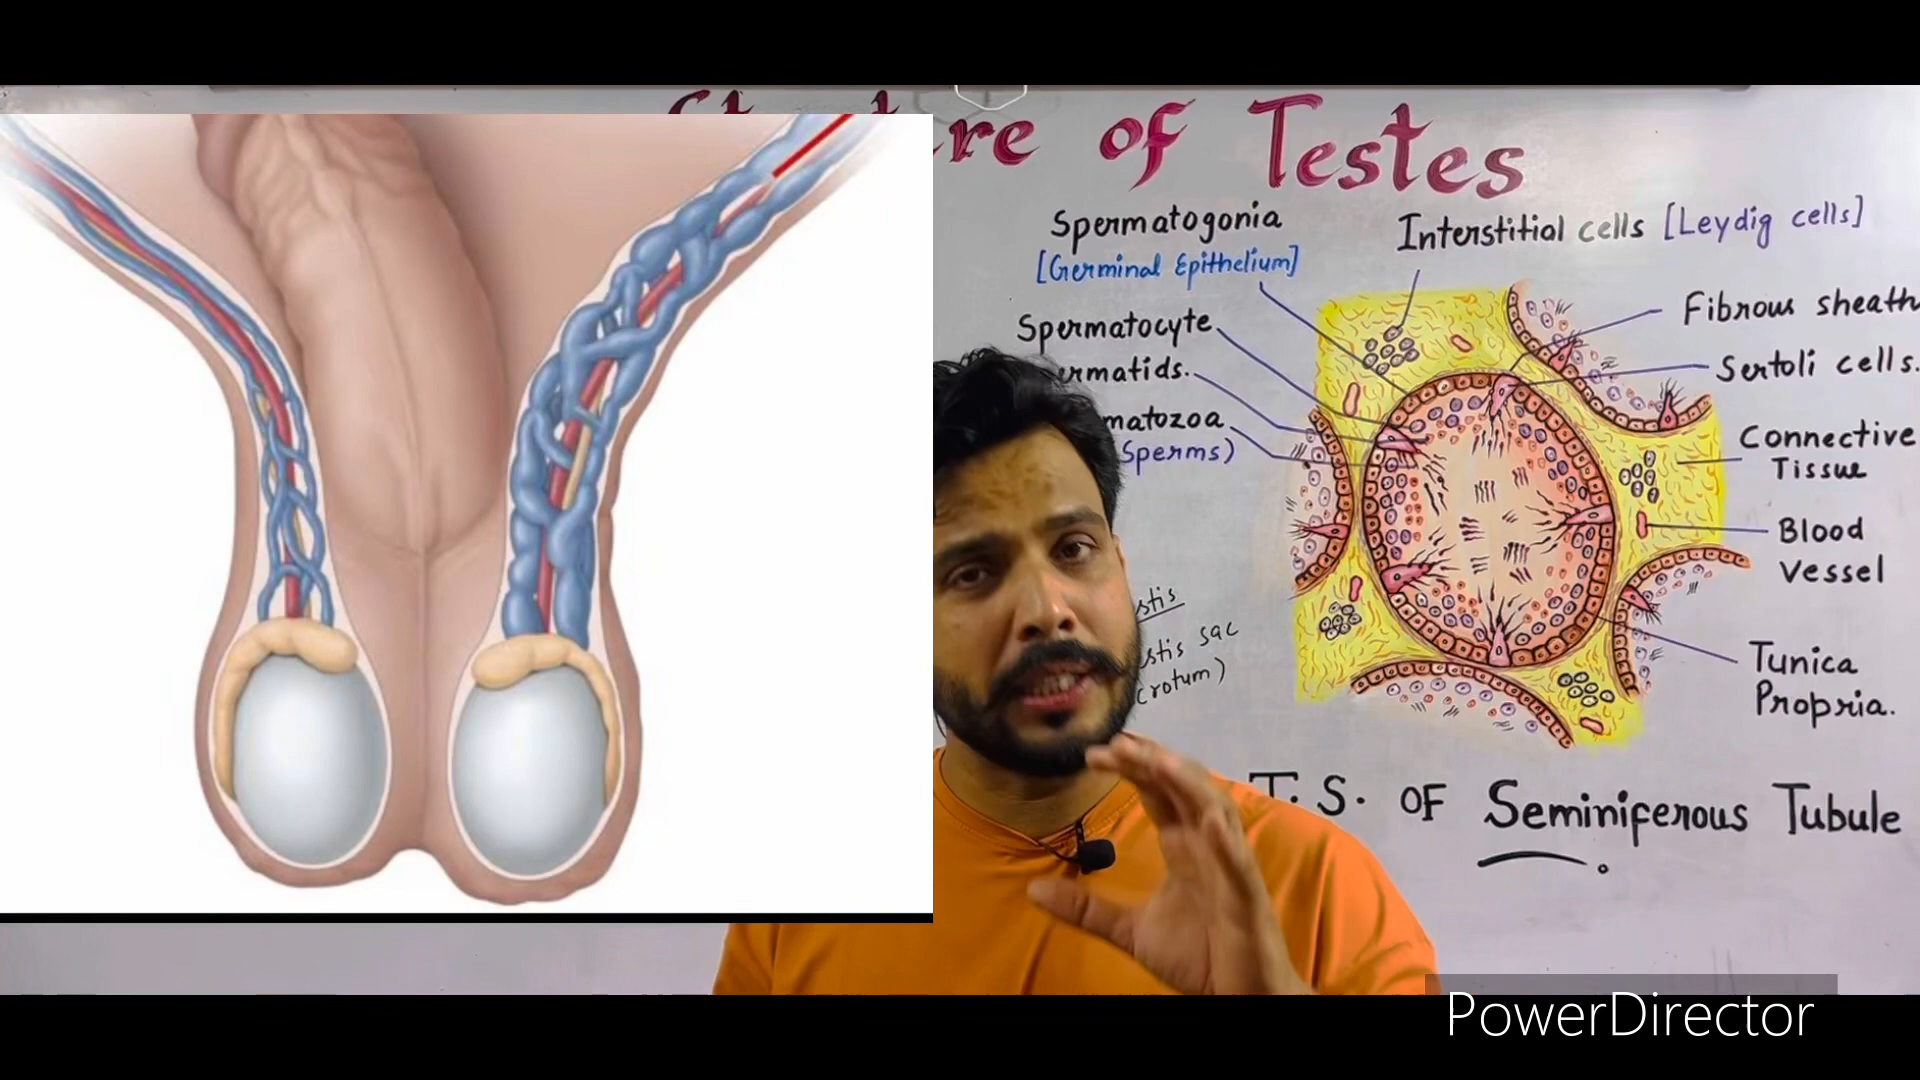 re of Testes
Spermatogonia
[Germinal Epithelium]
Spermatocyte
ermatids.
matozoa
Sperms)
Interstitial cells [Leydig cells]
Fibrous sheath
Sertoli cells.
Connective
Tissue
Blood
Vessel
Tunica
Propria.
stis
stis sac
crotum)
T.S. OF Seminiferous Tubule
PowerDirector